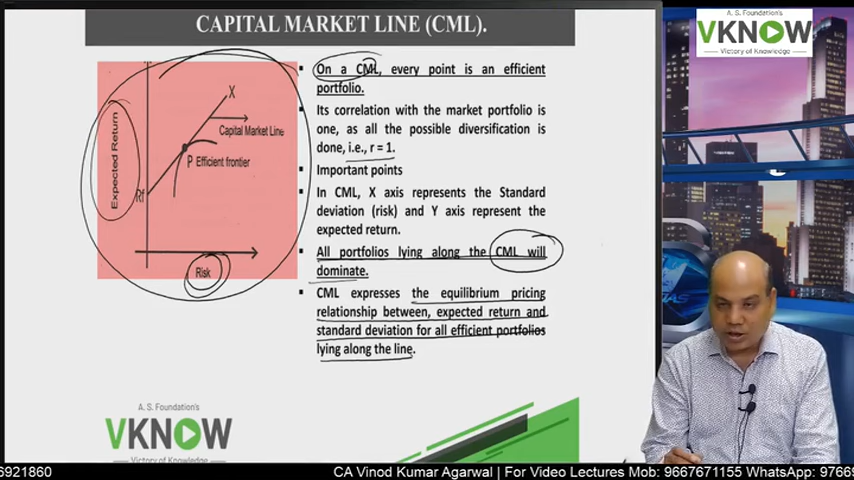 CAPITAL MARKET LINE (CML).
A. S. Foundation's
VKNOW
Victory of Knowledge
Expected Return
X
Capital Market Line
P Efficient frontier
Rf
Risk
On a CML, every point is an efficient
portfolio.
Its correlation with the market portfolio is
one, as all the possible diversification is
done, i.e., r = 1.
Important points
In CML, X axis represents the Standard
deviation (risk) and Y axis represent the
expected return.
All portfolios lying along the CML will
dominate.
CML expresses the equilibrium pricing
relationship between, expected return and
standard deviation for all efficient portfolios
lying along the line.
A. S. Foundation's
VKNOW
Victory of Knowledge
6921860 CA Vinod Kumar Agarwal | For Video Lectures Mob: 9667671155 WhatsApp: 97669